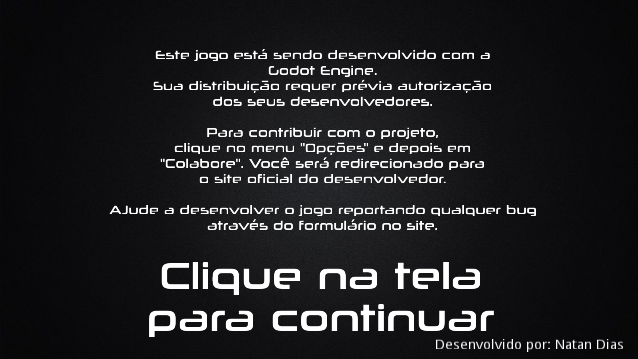 Este jogo está sendo desenvolvido com a
Godot Engine.
Sua distribuição requer prévia autorização
dos seus desenvolvedores.
Para contribuir com o projeto,
clique no menu "Opções" e depois em
"Colabore". Você será redirecionado para
o site oficial do desenvolvedor.
AJude a desenvolver o jogo reportando qualquer bug
através do formulário no site.
Clique na tela
para continuar
Desenvolvido por: Natan Dias